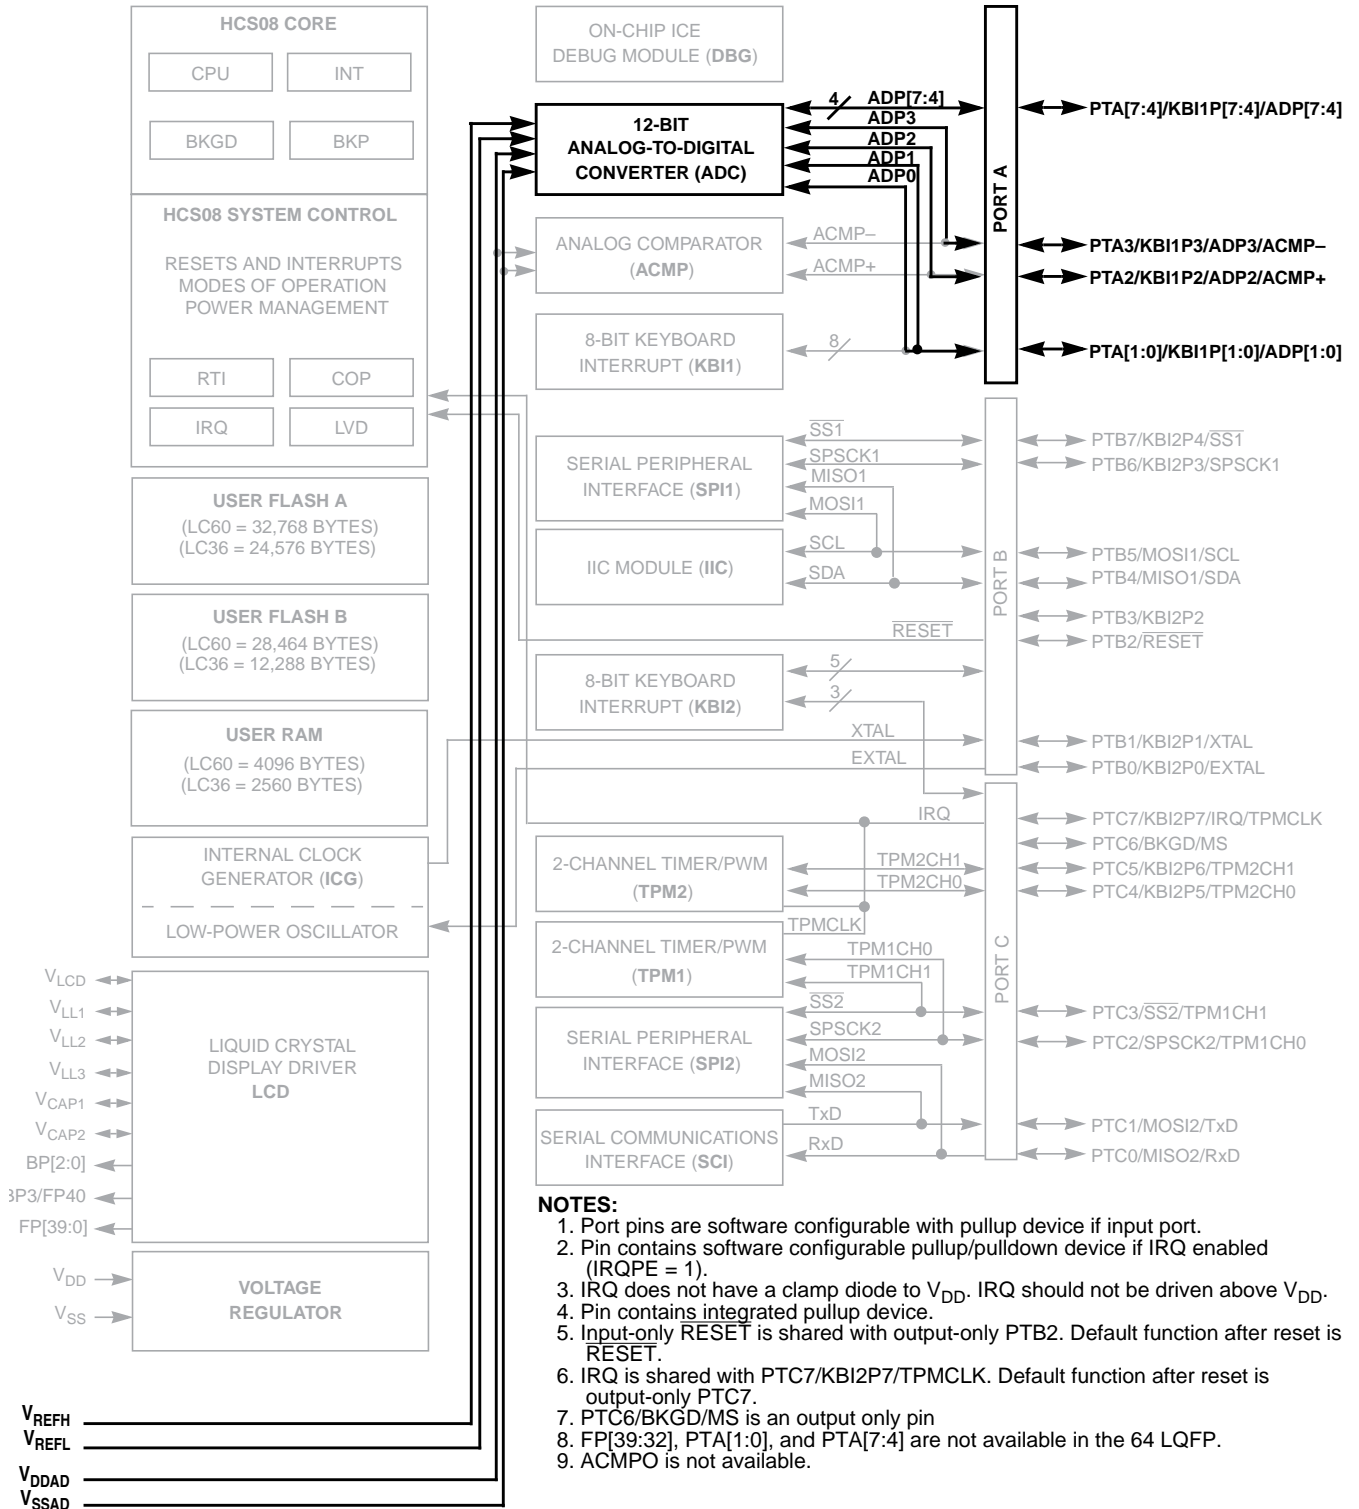 HCS08 CORE
CPU
INT
BKGD
BKP
HCS08 SYSTEM CONTROL
RESETS AND INTERRUPTS
MODES OF OPERATION
POWER MANAGEMENT
RTI
COP
IRQ
LVD
USER FLASH A
(LC60 = 32,768 BYTES)
(LC36 = 24,576 BYTES)
USER FLASH B
(LC60 = 28,464 BYTES)
(LC36 = 12,288 BYTES)
USER RAM
(LC60 = 4096 BYTES)
(LC36 = 2560 BYTES)
INTERNAL CLOCK
GENERATOR (ICG)
LOW-POWER OSCILLATOR
VLCD
VLL1
VLL2
VLL3
VCAP1
VCAP2
BP[2:0]
BP3/FP40
FP[39:0]
LIQUID CRYSTAL
DISPLAY DRIVER
LCD
VDD
VSS
VOLTAGE
REGULATOR
VREFH
VREFL
VDDAD
VSSAD
ON-CHIP ICE
DEBUG MODULE (DBG)
12-BIT
ANALOG-TO-DIGITAL
CONVERTER (ADC)
4
ADP[7:4]
ADP3
ADP2
ADP1
ADP0
ANALOG COMPARATOR
(ACMP)
ACMP–
ACMP+
8-BIT KEYBOARD
INTERRUPT (KBI1)
8
SERIAL PERIPHERAL
INTERFACE (SPI1)
SS1
SPSCK1
MISO1
MOSI1
IIC MODULE (IIC)
SCL
SDA
RESET
8-BIT KEYBOARD
INTERRUPT (KBI2)
5
3
XTAL
EXTAL
IRQ
2-CHANNEL TIMER/PWM
(TPM2)
TPM2CH1
TPM2CH0
TPMCLK
2-CHANNEL TIMER/PWM
(TPM1)
TPM1CH0
TPM1CH1
SS2
SERIAL PERIPHERAL
INTERFACE (SPI2)
SPSCK2
MOSI2
MISO2
SERIAL COMMUNICATIONS
INTERFACE (SCI)
TxD
RxD
PORT A
PTA[7:4]/KBI1P[7:4]/ADP[7:4]
PTA3/KBI1P3/ADP3/ACMP–
PTA2/KBI1P2/ADP2/ACMP+
PTA[1:0]/KBI1P[1:0]/ADP[1:0]
PORT B
PTB7/KBI2P4/SS1
PTB6/KBI2P3/SPSCK1
PTB5/MOSI1/SCL
PTB4/MISO1/SDA
PTB3/KBI2P2
PTB2/RESET
PTB1/KBI2P1/XTAL
PTB0/KBI2P0/EXTAL
PORT C
PTC7/KBI2P7/IRQ/TPMCLK
PTC6/BKGD/MS
PTC5/KBI2P6/TPM2CH1
PTC4/KBI2P5/TPM2CH0
PTC3/SS2/TPM1CH1
PTC2/SPSCK2/TPM1CH0
PTC1/MOSI2/TxD
PTC0/MISO2/RxD
NOTES:
1. Port pins are software configurable with pullup device if input port.
2. Pin contains software configurable pullup/pulldown device if IRQ enabled
(IRQPE = 1).
3. IRQ does not have a clamp diode to VDD. IRQ should not be driven above VDD.
4. Pin contains integrated pullup device.
5. Input-only RESET is shared with output-only PTB2. Default function after reset is
RESET.
6. IRQ is shared with PTC7/KBI2P7/TPMCLK. Default function after reset is
output-only PTC7.
7. PTC6/BKGD/MS is an output only pin
8. FP[39:32], PTA[1:0], and PTA[7:4] are not available in the 64 LQFP.
9. ACMPO is not available.